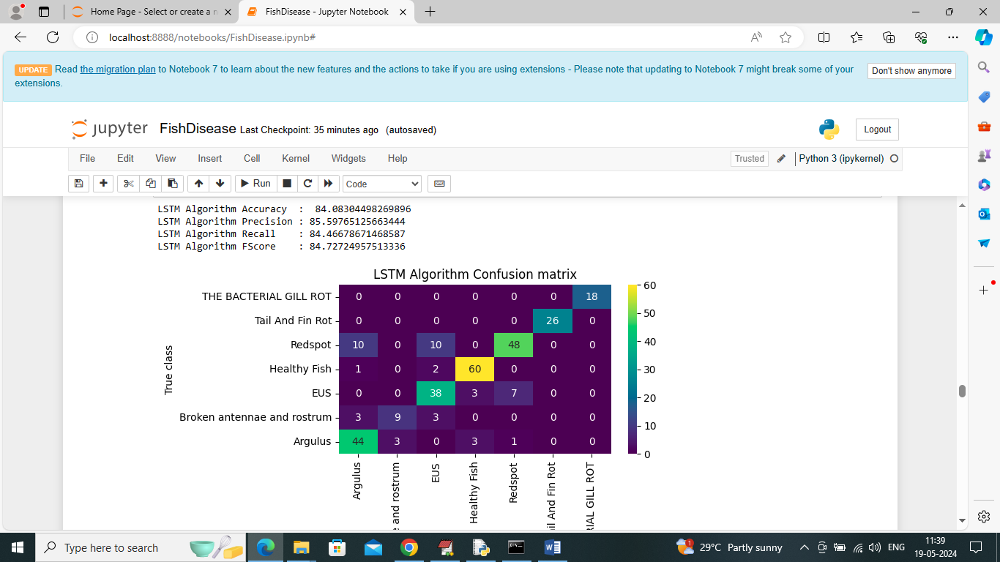 Home Page - Select or create a n
FishDisease - Jupyter Notebook
localhost:8888/notebooks/FishDisease.ipynb#
UPDATE Read the migration plan to Notebook 7 to learn about the new features and the actions to take if you are using extensions - Please note that updating to Notebook 7 might break some of your
extensions.
Don't show anymore
jupyter FishDisease Last Checkpoint: 35 minutes ago (autosaved)
Logout
File Edit View Insert Cell Kernel Widgets Help
Trusted
Python 3 (ipykernel)
Run
Code
LSTM Algorithm Accuracy : 84.08304498269896
LSTM Algorithm Precision : 85.59765125663444
LSTM Algorithm Recall : 84.46678671468587
LSTM Algorithm FScore : 84.72724957513336
LSTM Algorithm Confusion matrix
True class
THE BACTERIAL GILL ROT 0 0 0 0 0 0 18
Tail And Fin Rot 0 0 0 0 0 26 0
Redspot 10 0 10 0 48 0 0
Healthy Fish 1 0 2 60 0 0 0
EUS 0 0 38 3 7 0 0
Broken antennae and rostrum 3 9 3 0 0 0 0
Argulus 44 3 0 3 1 0 0
Argulus
e and rostrum
EUS
Healthy Fish
Redspot
il And Fin Rot
RIAL GILL ROT
60
50
40
30
20
10
0
Type here to search
1
29°C Partly sunny
ENG
11:39
19-05-2024